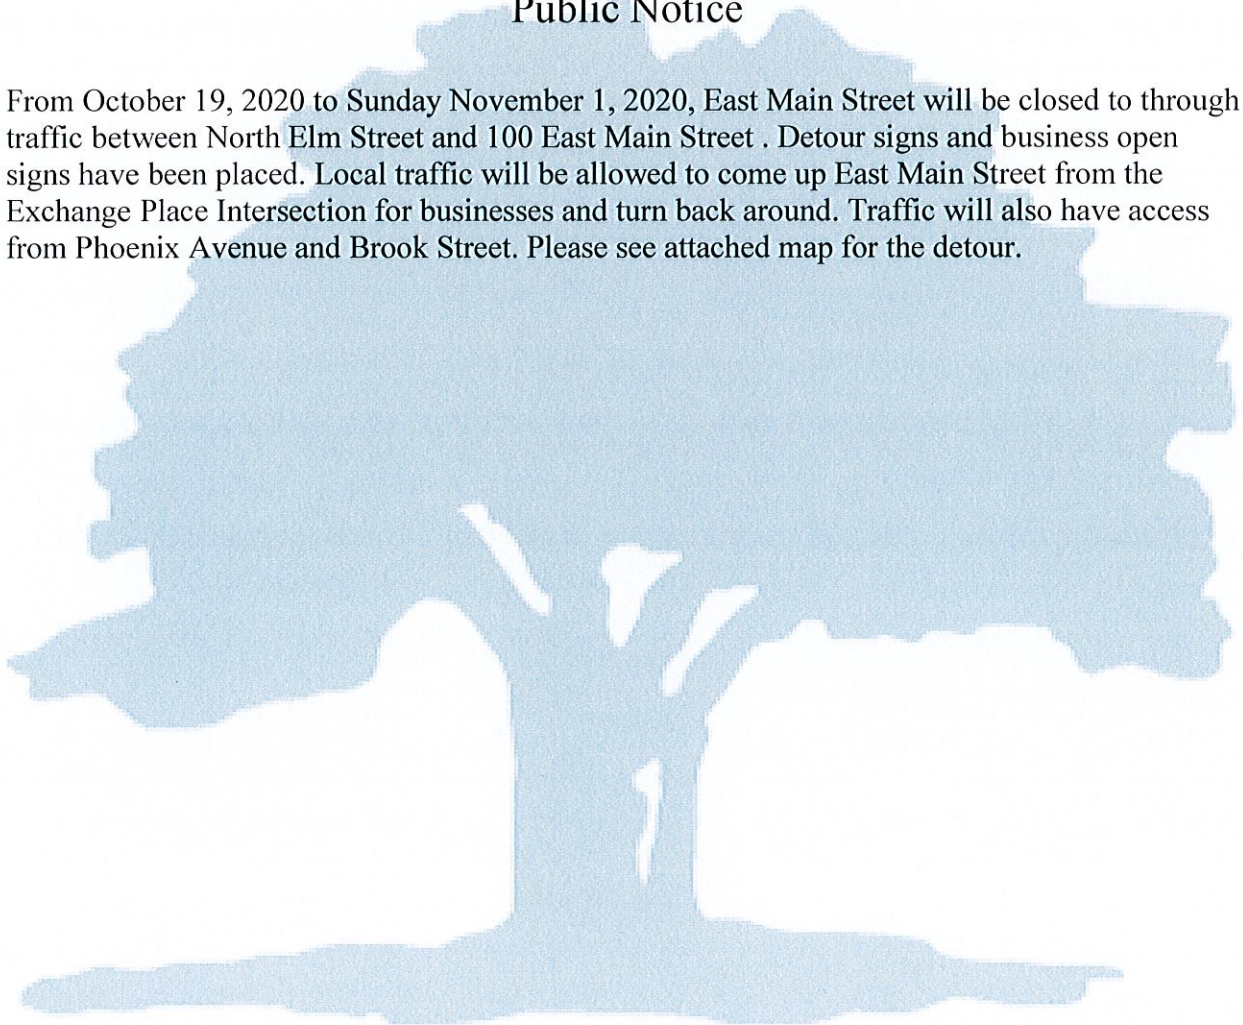 Public Notice
From October 19, 2020 to Sunday November 1, 2020, East Main Street will be closed to through
traffic between North Elm Street and 100 East Main Street . Detour signs and business open
signs have been placed. Local traffic will be allowed to come up East Main Street from the
Exchange Place Intersection for businesses and turn back around. Traffic will also have access
from Phoenix Avenue and Brook Street. Please see attached map for the detour.